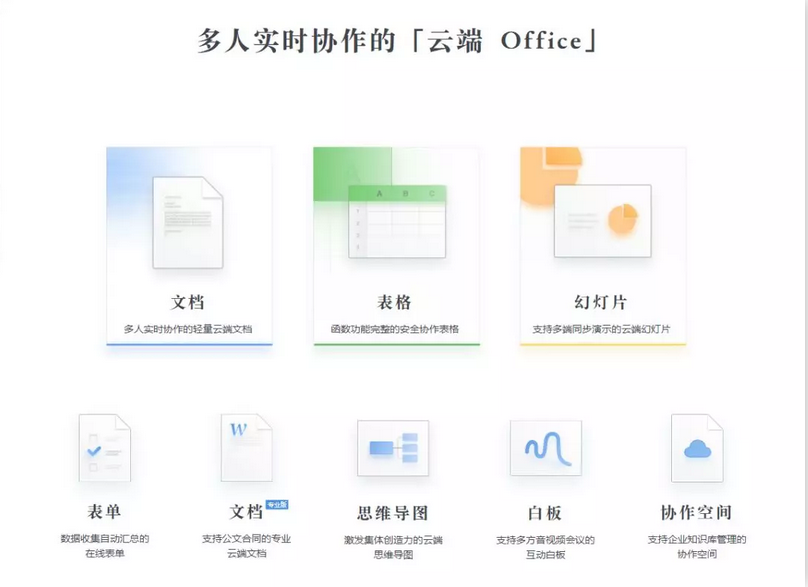 多人实时协作的「云端 Office」
A B C
文档
多人实时协作的轻量云端文档
表格
函数功能完整的安全协作表格
幻灯片
支持多端同步演示的云端幻灯片
W
表单
数据收集自动汇总的
在线表单
文档 专业版
支持公文合同的专业
云端文档
思维导图
激发集体创造力的云端
思维导图
白板
支持多方音视频会议的
互动白板
协作空间
支持企业知识库管理的
协作空间